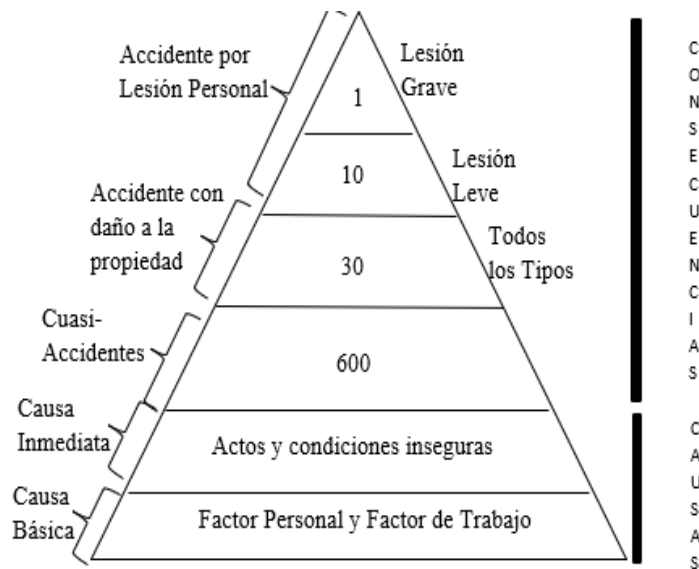 Accidente por
Lesión Personal
Lesión
Grave
1
Lesión
Leve
10
Accidente con
daño a la
propiedad
Todos
los Tipos
30
Cuasi-
Accidentes
600
Causa
Inmediata
Actos y condiciones inseguras
Causa
Básica
Factor Personal y Factor de Trabajo
C
O
N
S
E
C
U
E
N
C
I
A
S
C
A
U
S
A
S